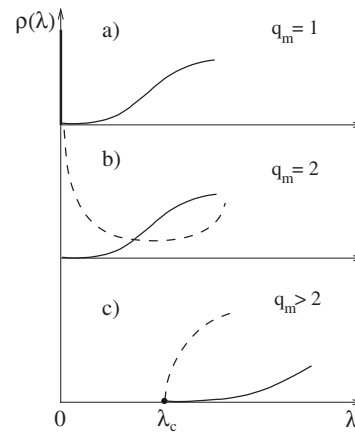 ρ(λ)
a) q_m = 1
b) q_m = 2
c) q_m > 2
0 λ_c λ